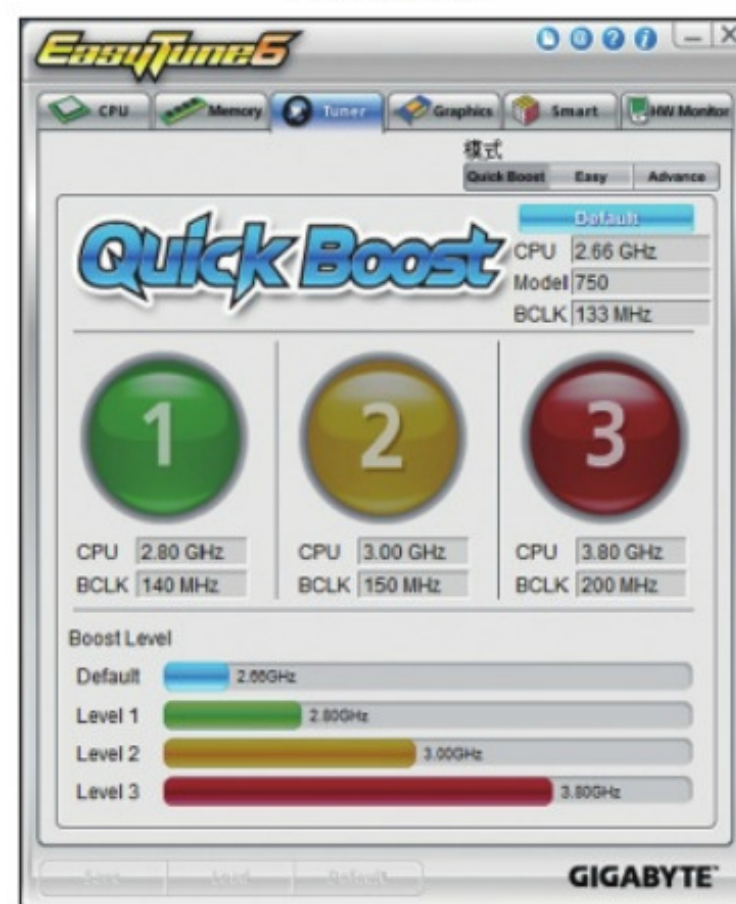 EasyTune6
CPU Memory Tuner Graphics Smart HW Monitor
模式
Quick Boost Easy Advance
Quick Boost
Default
CPU 2.66 GHz
Model 750
BCLK 133 MHz
1 2 3
CPU 2.80 GHz CPU 3.00 GHz CPU 3.80 GHz
BCLK 140 MHz BCLK 150 MHz BCLK 200 MHz
Boost Level
Default 2.66GHz
Level 1 2.80GHz
Level 2 3.00GHz
Level 3 3.80GHz
Save Load Default
GIGABYTE